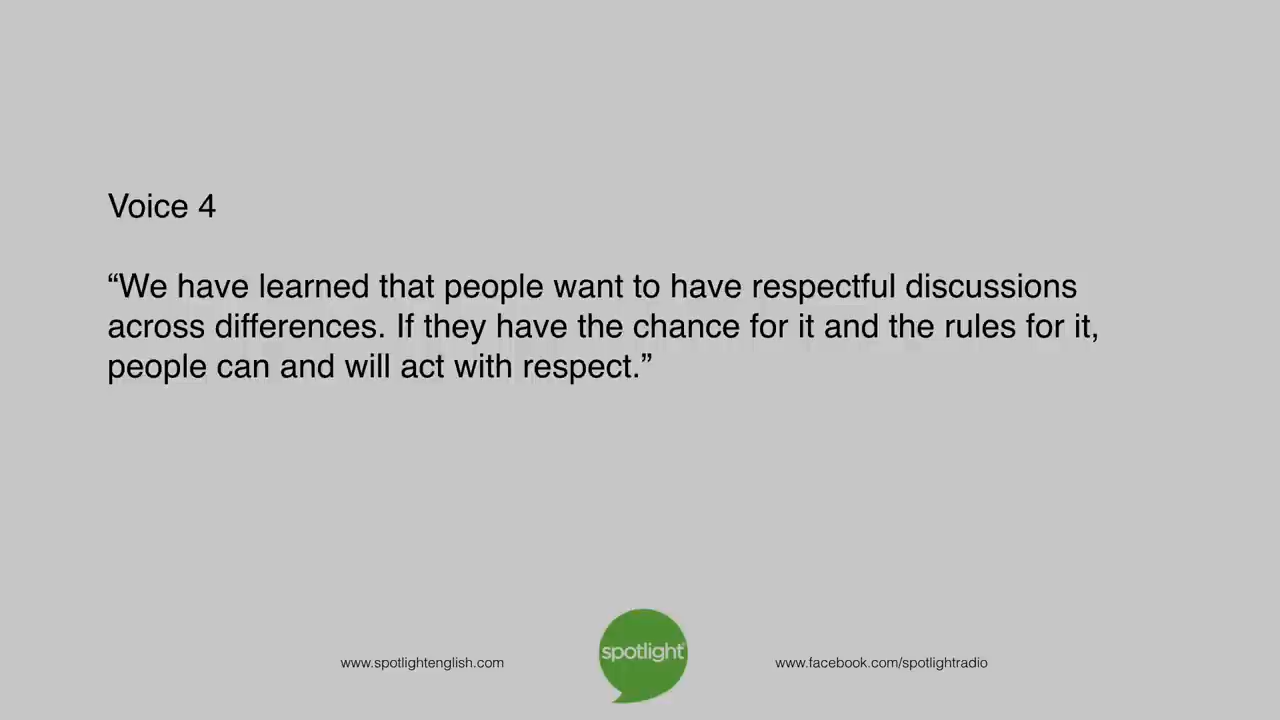 Voice 4
“We have learned that people want to have respectful discussions
across differences. If they have the chance for it and the rules for it,
people can and will act with respect.”
spotlight
www.spotlightenglish.com
www.facebook.com/spotlightradio